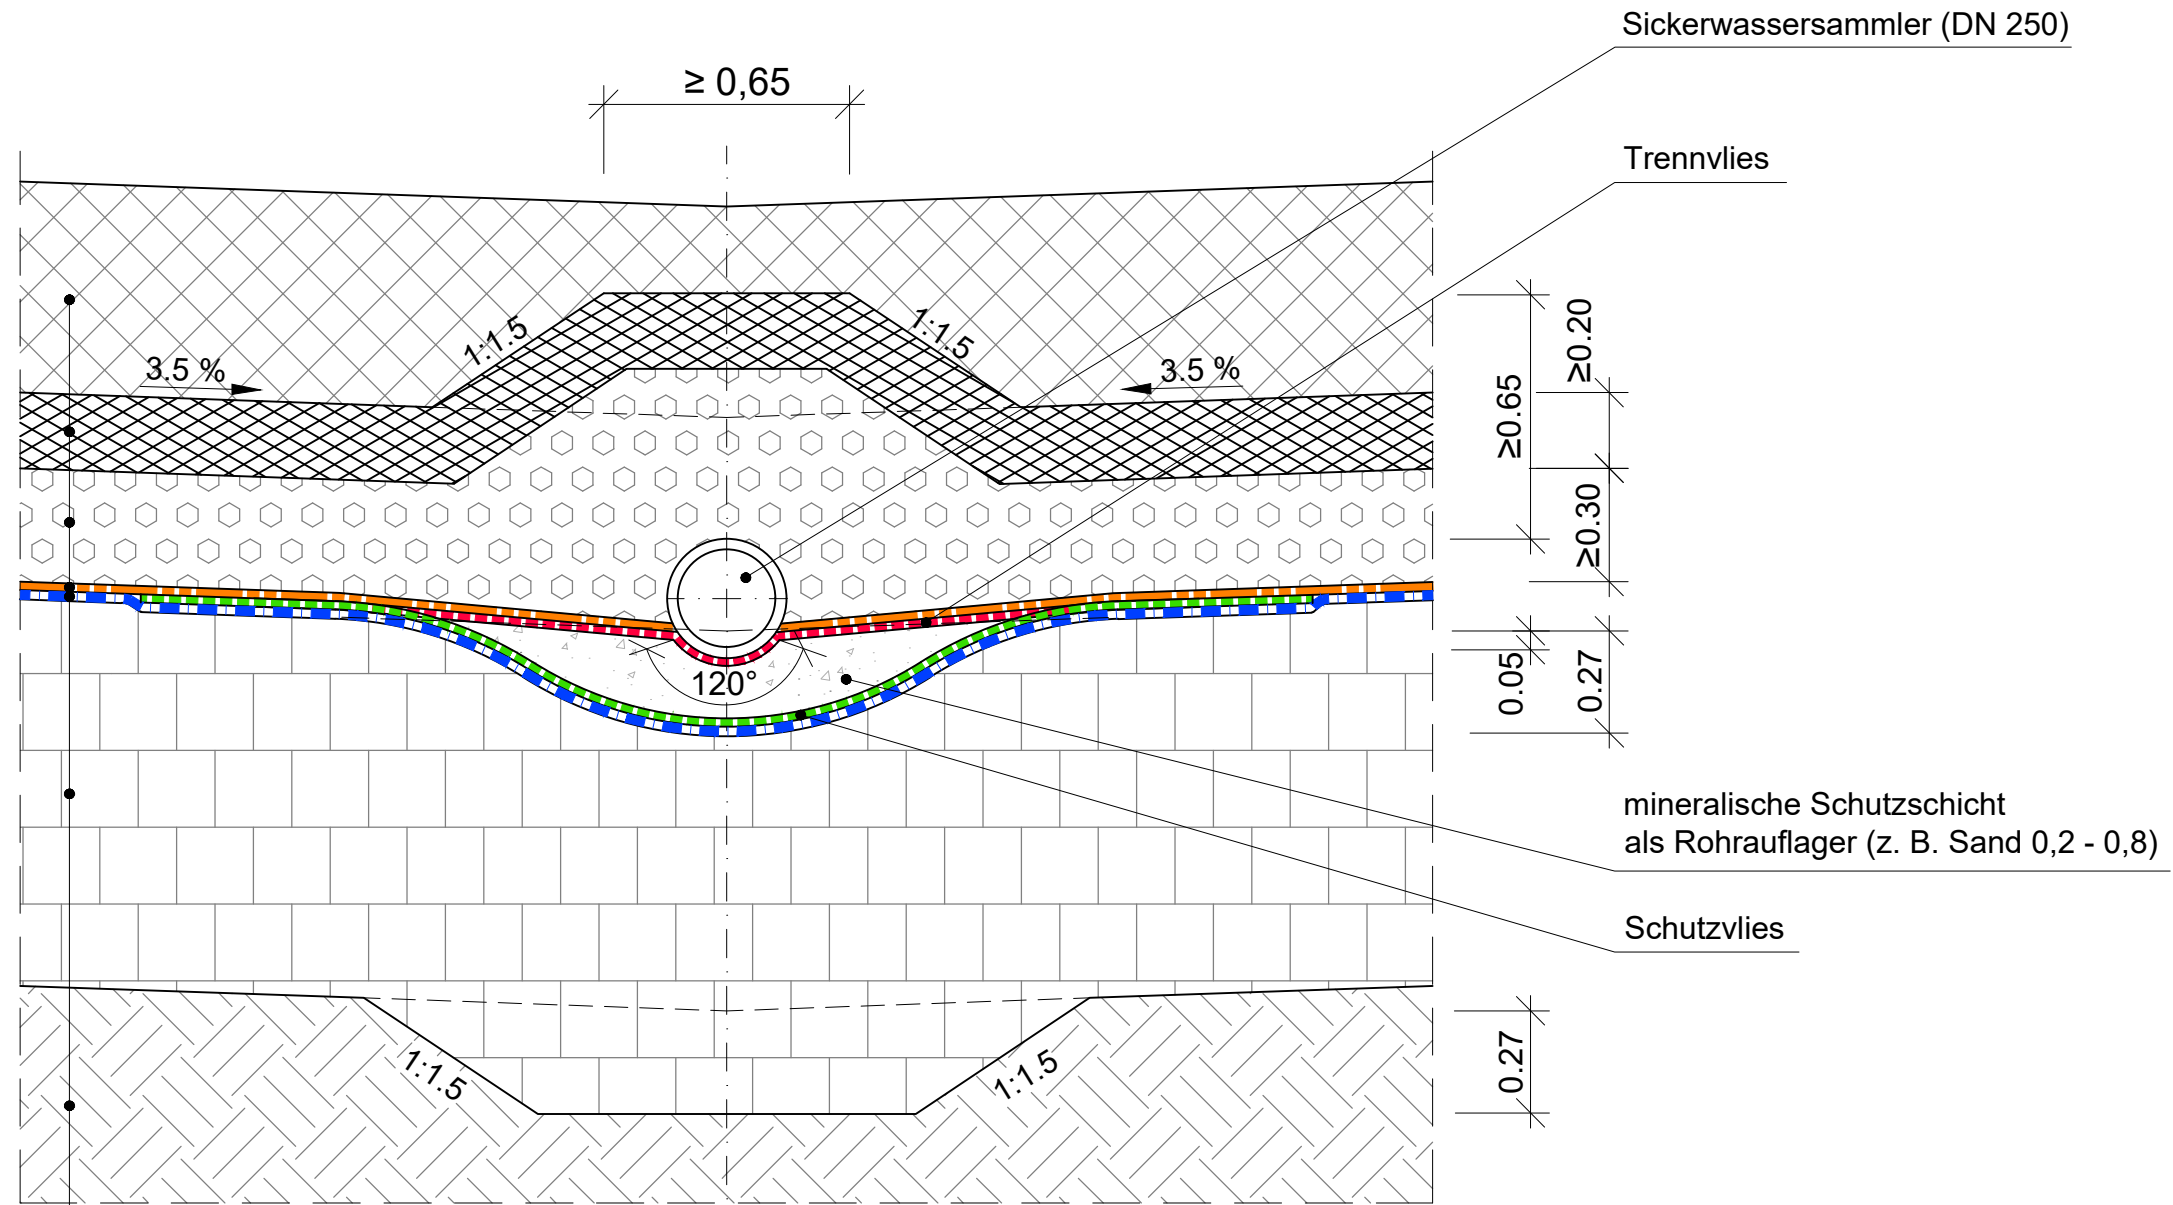 Sickerwassersammler (DN 250)
≥ 0,65
Trennvlies
1:1.5
1:1.5
3.5 %
3.5 %
≥0.20
≥0.65
≥0.30
120°
0.05
0.27
mineralische Schutzschicht
als Rohrauflager (z. B. Sand 0,2 - 0,8)
Schutzvlies
1:1.5
1:1.5
0.27